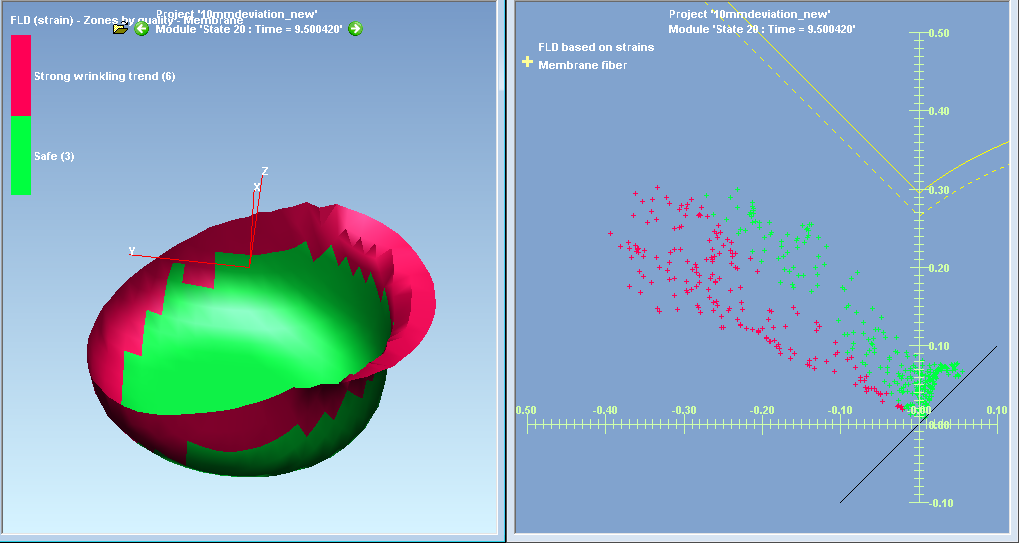 FLD (strain) - Zones by quality - Membrane
Project '10mmdeviation_new'
Module 'State 20 : Time = 9.500420'
Strong wrinkling trend (6)
Safe (3)
Z
X
Y
Project '10mmdeviation_new'
Module 'State 20 : Time = 9.500420'
FLD based on strains
Membrane fiber
0.50
0.40
0.30
0.20
0.10
0.50 -0.40 -0.30 -0.20 -0.10 -0.00 0.10
0.00
-0.10